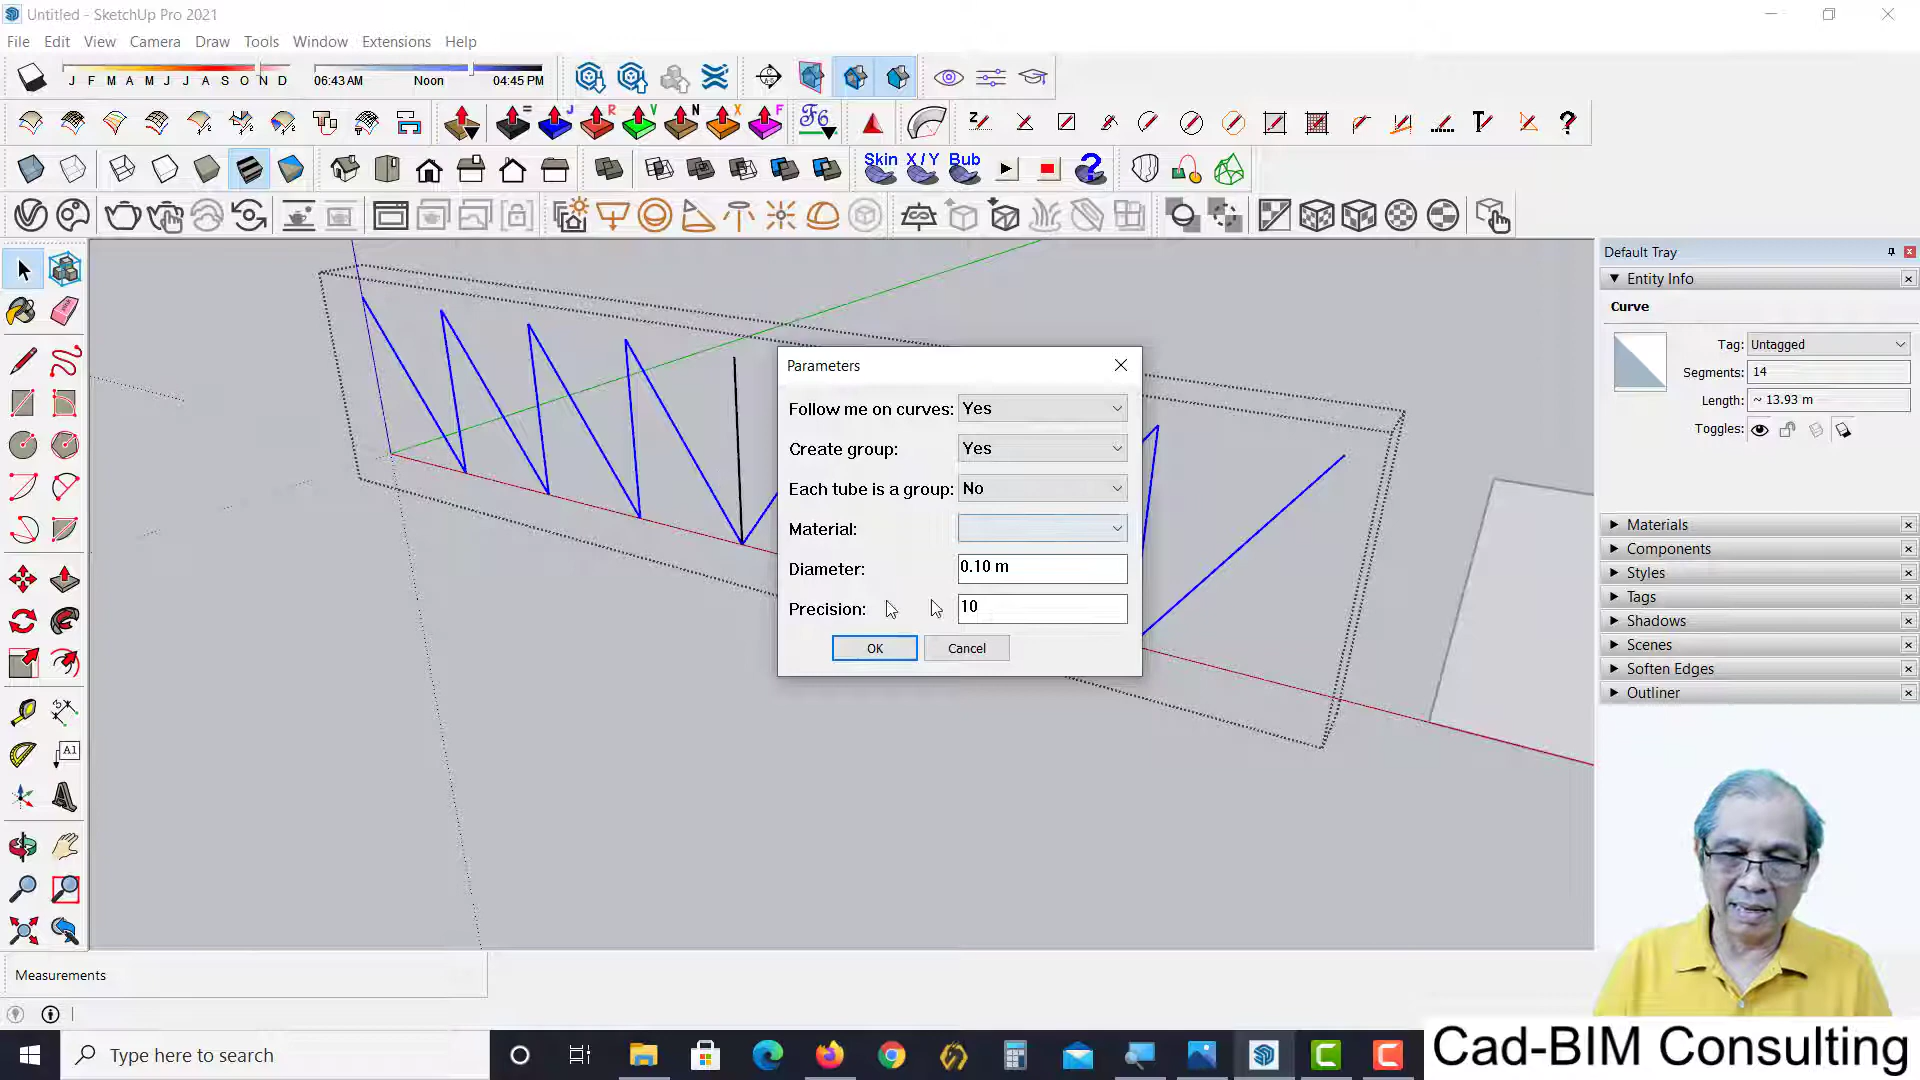 Untitled - SketchUp Pro 2021
File Edit View Camera Draw Tools Window Extensions Help
J F M A M J J A S O N D 06:43 AM Noon 04:45 PM
= J R V N X F F6 Z
Skin X / Y Bub
Default Tray
Entity Info
Curve
Tag: Untagged
Segments: 14
Length: ~ 13.93 m
Toggles:
Parameters
Follow me on curves: Yes
Create group: Yes
Each tube is a group: No
Material:
Diameter: 0.10 m
Precision: 10
OK Cancel
Materials
Components
Styles
Tags
Shadows
Scenes
Soften Edges
Outliner
A1
Measurements
Type here to search
Cad-BIM Consulting